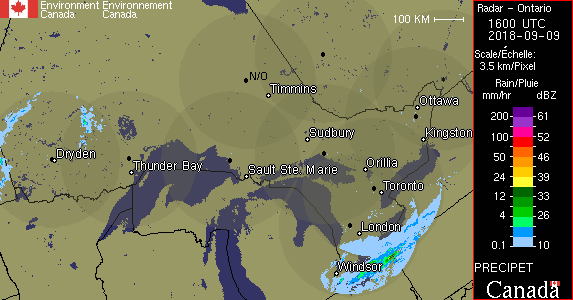 Environment Environnement
Canada Canada
100 KM
N/O
Timmins
Ottawa
Sudbury
Kingston
Dryden
Thunder Bay
Sault Ste. Marie
Orillia
Toronto
London
Windsor
Radar - Ontario
1600 UTC
2018-09-09
Scale/Échelle:
3.5 km/Pixel
Rain/Pluie
mm/hr dBZ
200 61
100 52
50 46
24 39
12 33
4 26
0.1 10
PRECIPET
Canada